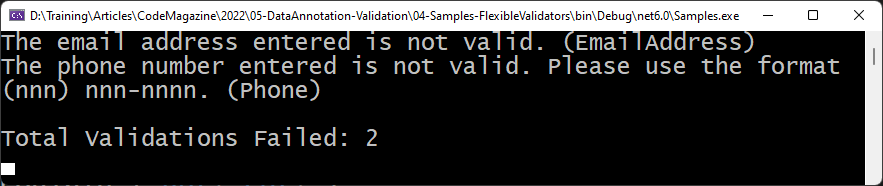 D:\Training\Articles\CodeMagazine\2022\05-DataAnnotation-Validation\04-Samples-FlexibleValidators\bin\Debug\net6.0\Samples.exe
The email address entered is not valid. (EmailAddress)
The phone number entered is not valid. Please use the format
(nnn) nnn-nnnn. (Phone)
Total Validations Failed: 2